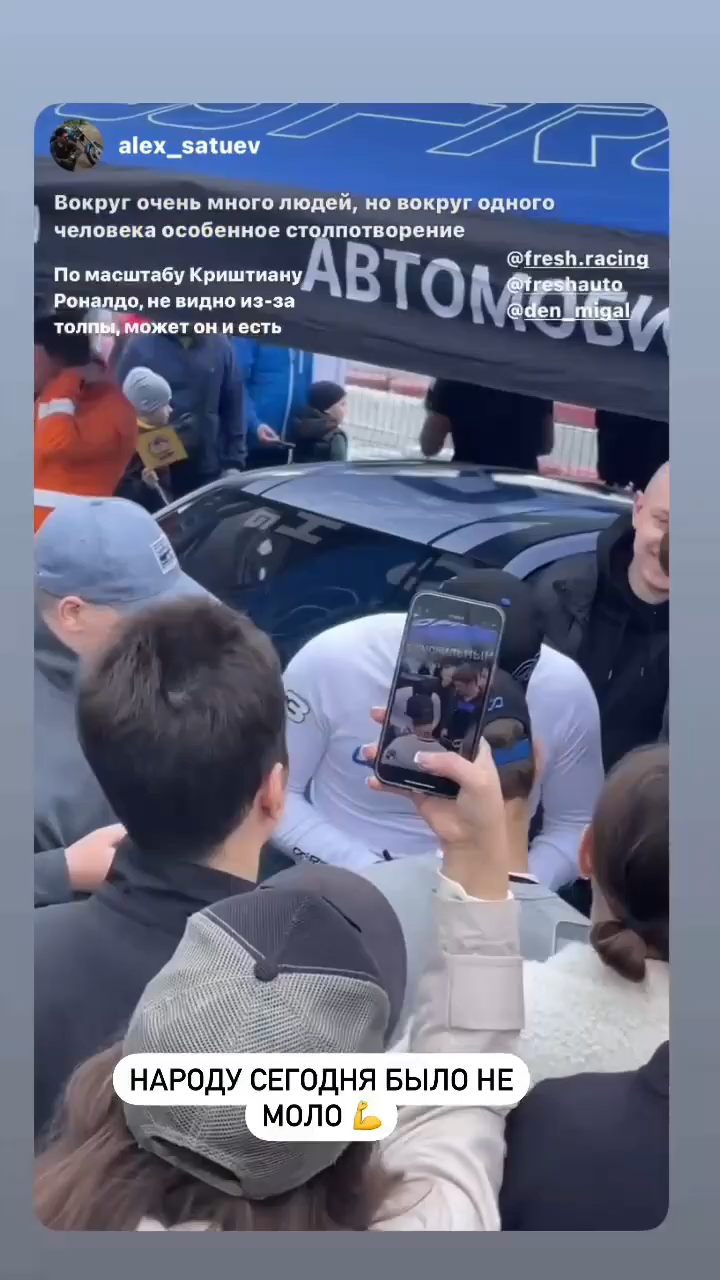 alex_satuev
Вокруг очень много людей, но вокруг одного
человека особенное столпотворение
По масштабу Криштиану
Роналдо, не видно из-за
толпы, может он и есть
@fresh.racing
@freshauto
@den_migal
НАРОДУ СЕГОДНЯ БЫЛО НЕ
МОЛО 💪